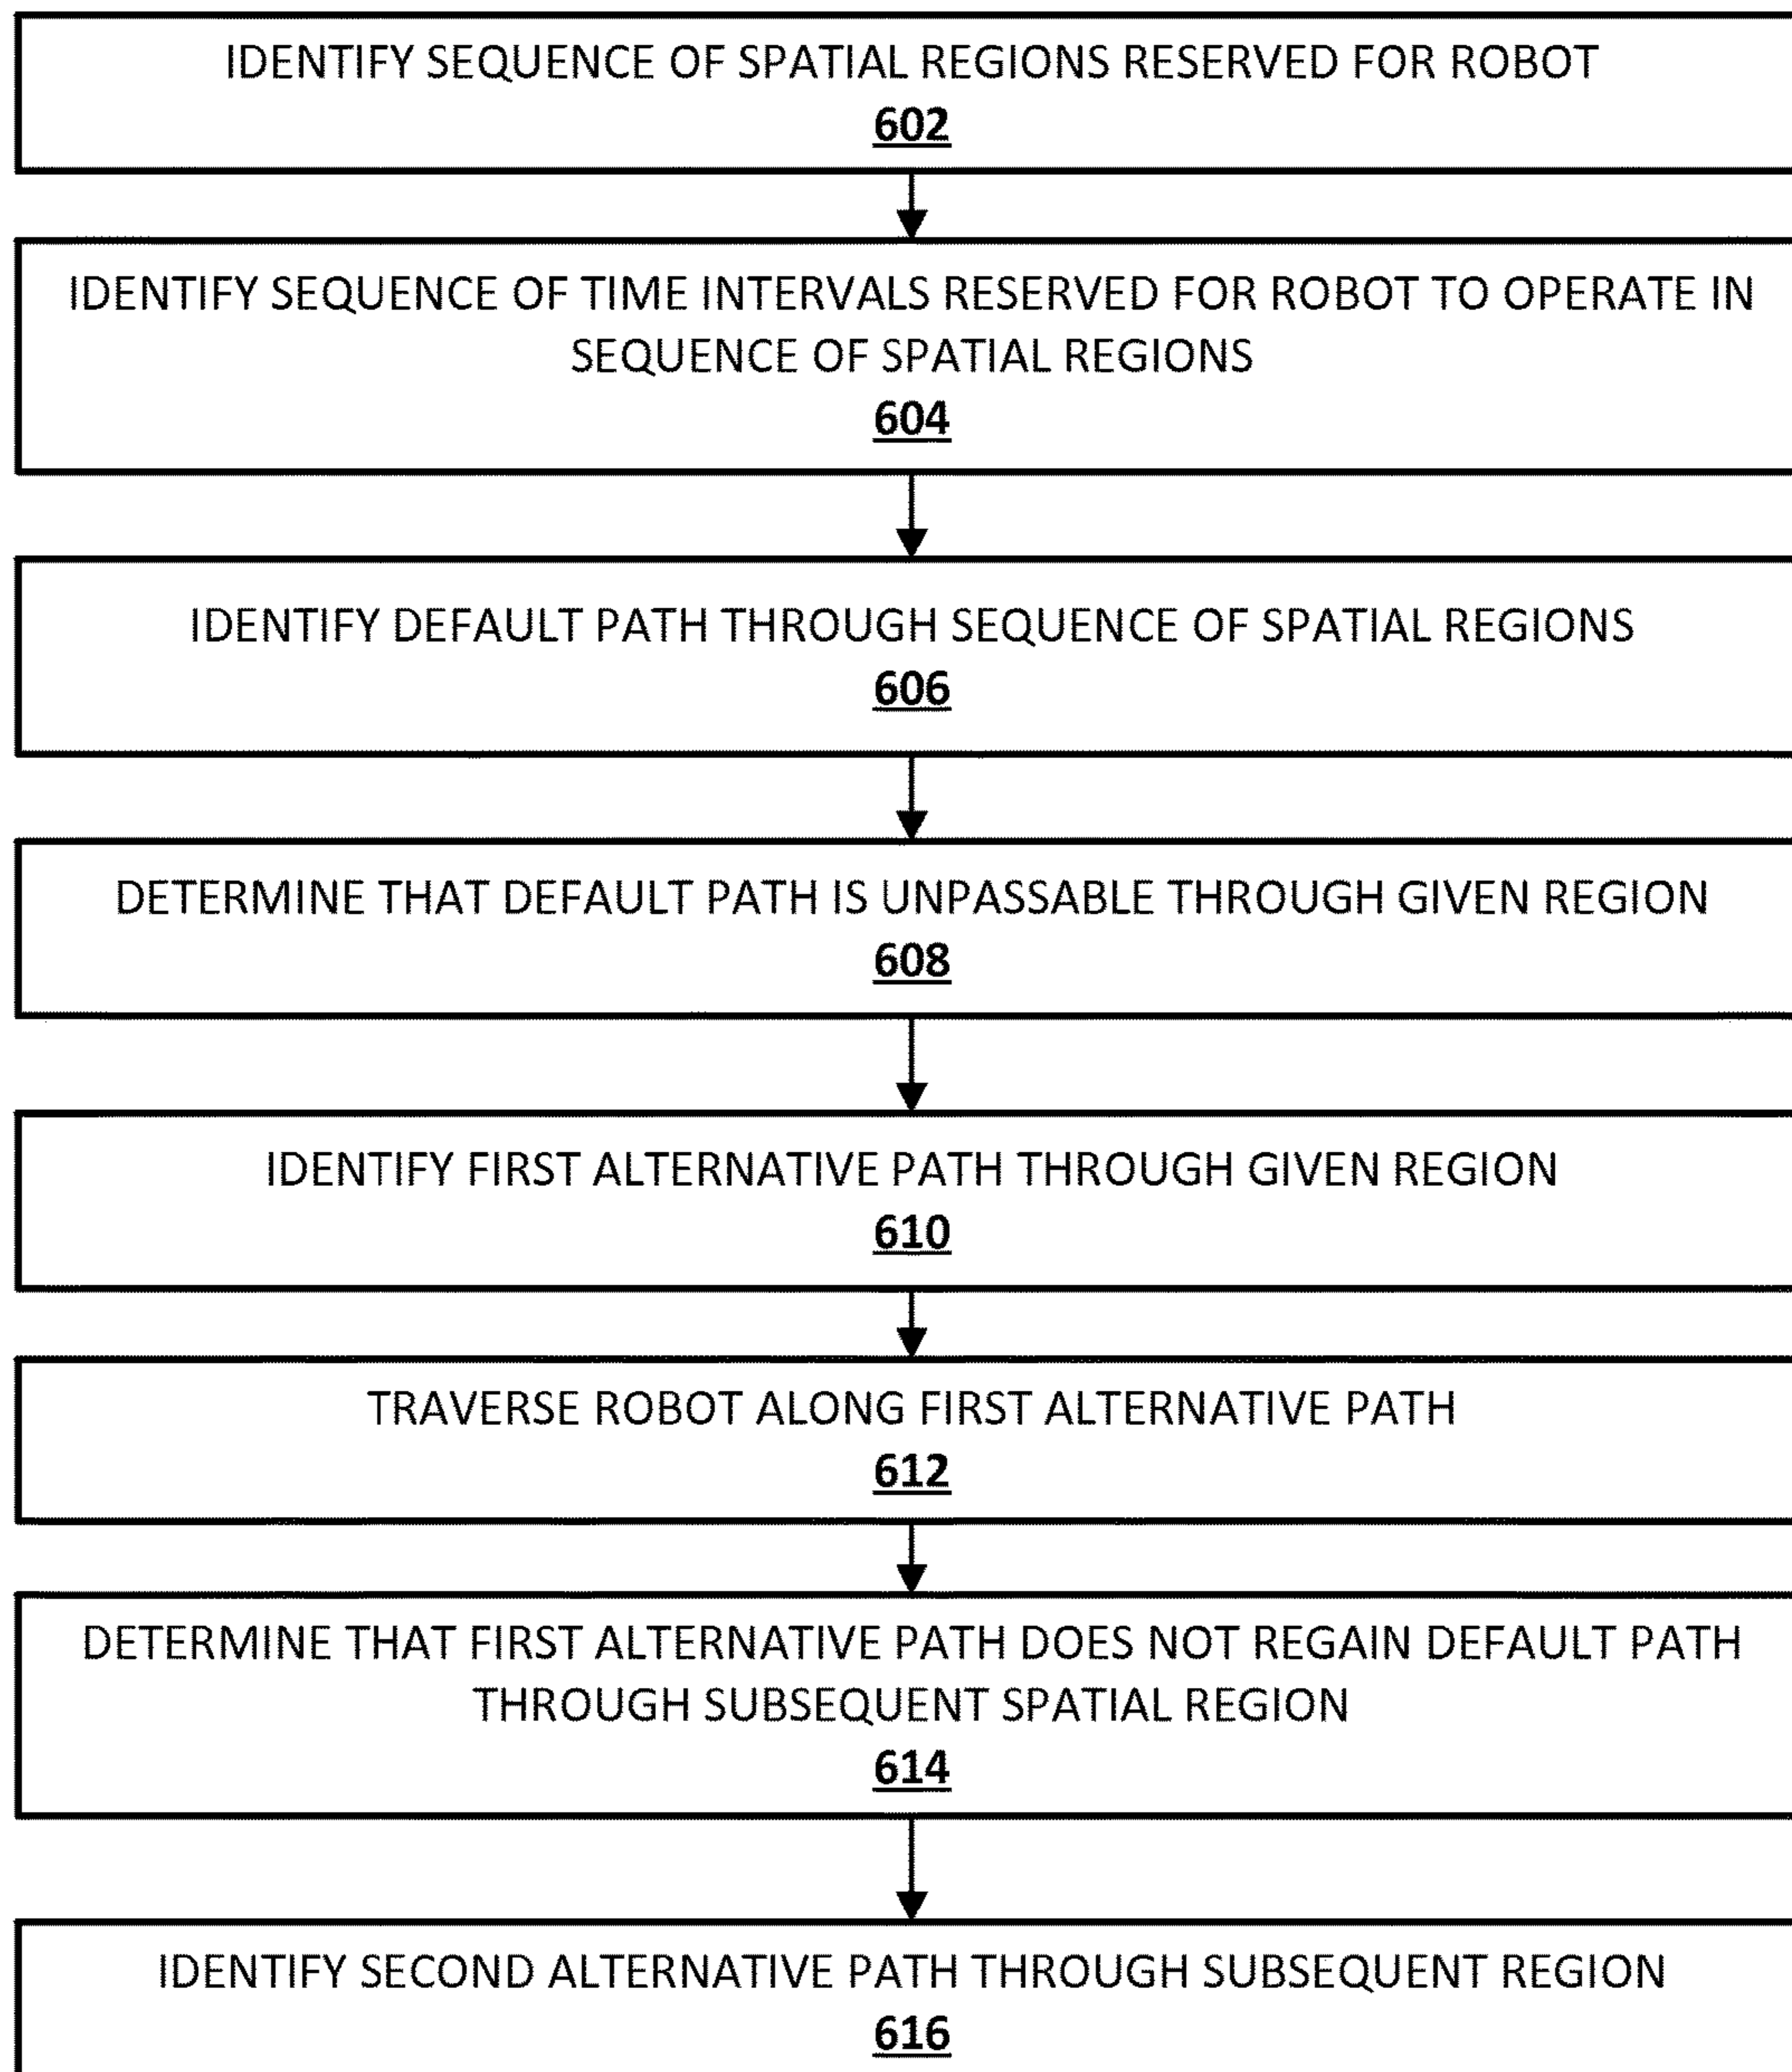 IDENTIFY SEQUENCE OF SPATIAL REGIONS RESERVED FOR ROBOT
602
IDENTIFY SEQUENCE OF TIME INTERVALS RESERVED FOR ROBOT TO OPERATE IN
SEQUENCE OF SPATIAL REGIONS
604
IDENTIFY DEFAULT PATH THROUGH SEQUENCE OF SPATIAL REGIONS
606
DETERMINE THAT DEFAULT PATH IS UNPASSABLE THROUGH GIVEN REGION
608
IDENTIFY FIRST ALTERNATIVE PATH THROUGH GIVEN REGION
610
TRAVERSE ROBOT ALONG FIRST ALTERNATIVE PATH
612
DETERMINE THAT FIRST ALTERNATIVE PATH DOES NOT REGAIN DEFAULT PATH
THROUGH SUBSEQUENT SPATIAL REGION
614
IDENTIFY SECOND ALTERNATIVE PATH THROUGH SUBSEQUENT REGION
616